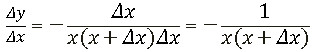 Δy/Δx = − Δx/(x(x + Δx)Δx) = − 1/(x(x + Δx))